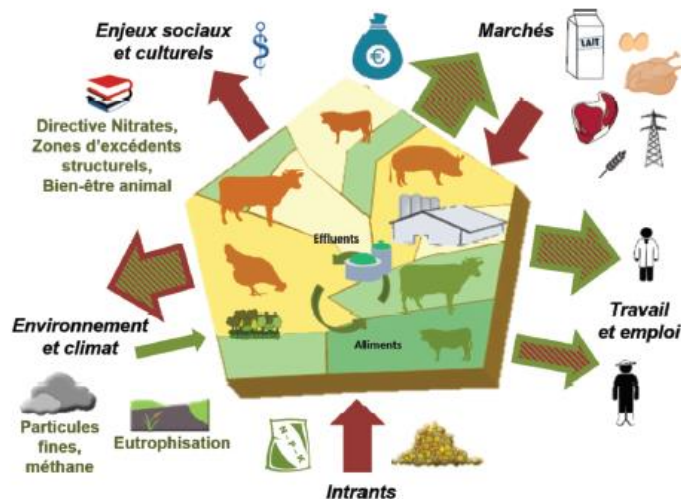 Enjeux sociaux
et culturels
Marchés
LAIT
Directive Nitrates,
Zones d'excédents
structurels,
Bien-être animal
Effluents
Environnement
et climat
Travail
et emploi
Alliments
Particules
fines,
méthane
Eutrophisation
N-P-K
Intrants